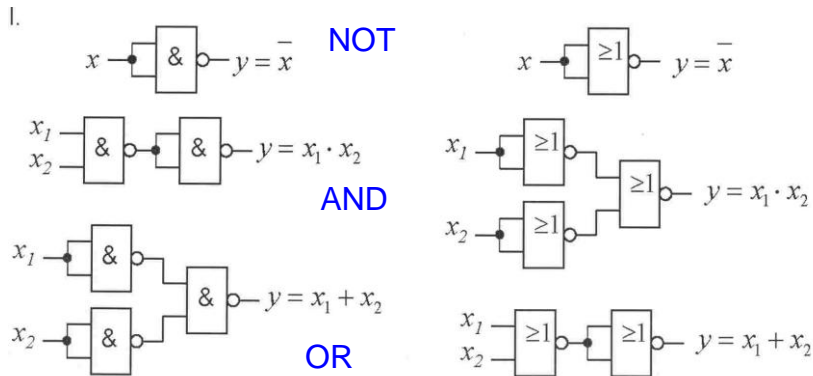 I.
x & y = x̄ NOT x ≥1 y = x̄
x₁ x₂ & & y = x₁ · x₂
x₁ ≥1
x₂ ≥1 ≥1 y = x₁ · x₂
AND
x₁ &
x₂ & & y = x₁ + x₂
x₁ x₂ ≥1 ≥1 y = x₁ + x₂
OR